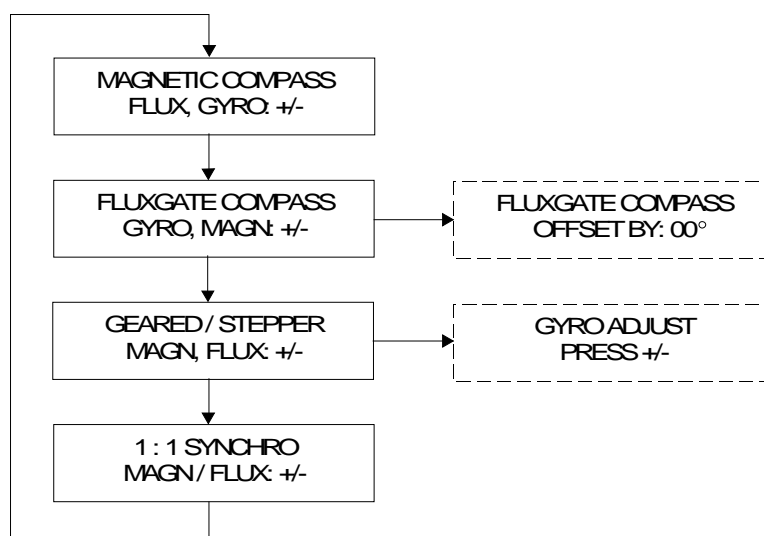 MAGNETIC COMPASS
FLUX, GYRO: +/-
FLUXGATE COMPASS
GYRO, MAGN: +/-
FLUXGATE COMPASS
OFFSET BY: 00°
GEARED / STEPPER
MAGN, FLUX: +/-
GYRO ADJUST
PRESS +/-
1 : 1 SYNCHRO
MAGN / FLUX: +/-